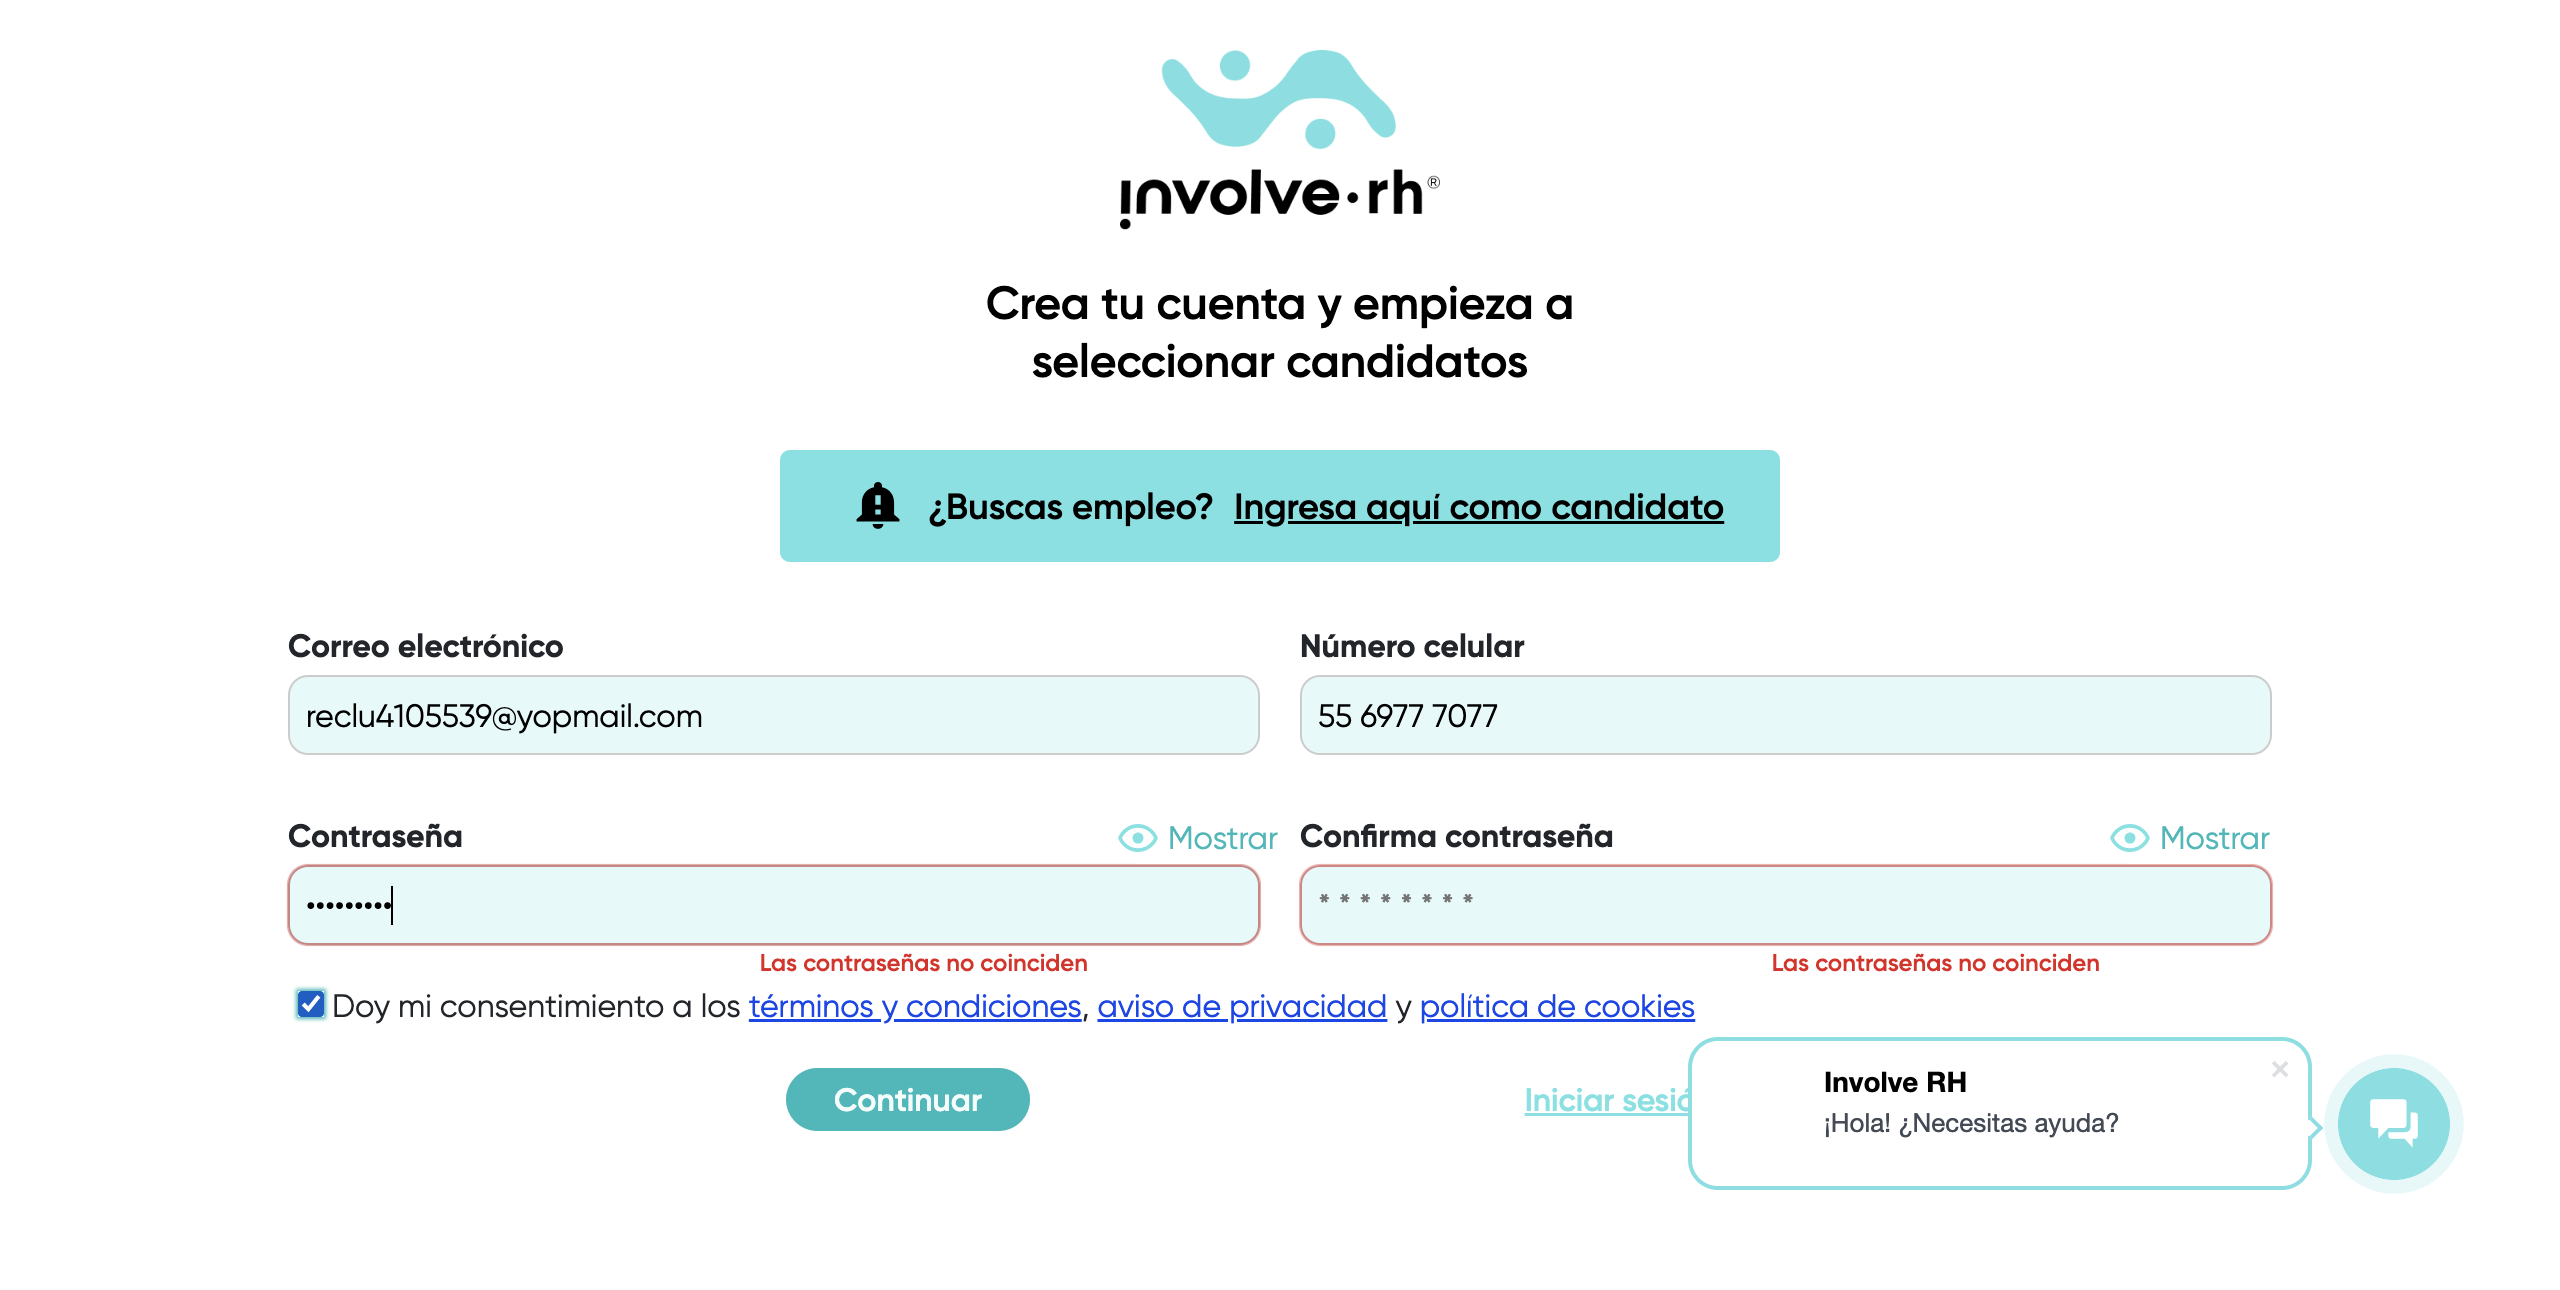 involve·rh®
Crea tu cuenta y empieza a
seleccionar candidatos
¿Buscas empleo? Ingresa aquí como candidato
Correo electrónico
reclu4105539@yopmail.com
Número celular
55 6977 7077
Contraseña
Mostrar
•••••••••
Las contraseñas no coinciden
Confirma contraseña
Mostrar
* * * * * * * *
Las contraseñas no coinciden
Doy mi consentimiento a los términos y condiciones, aviso de privacidad y política de cookies
Continuar
Iniciar
Involve RH
×
¡Hola! ¿Necesitas ayuda?